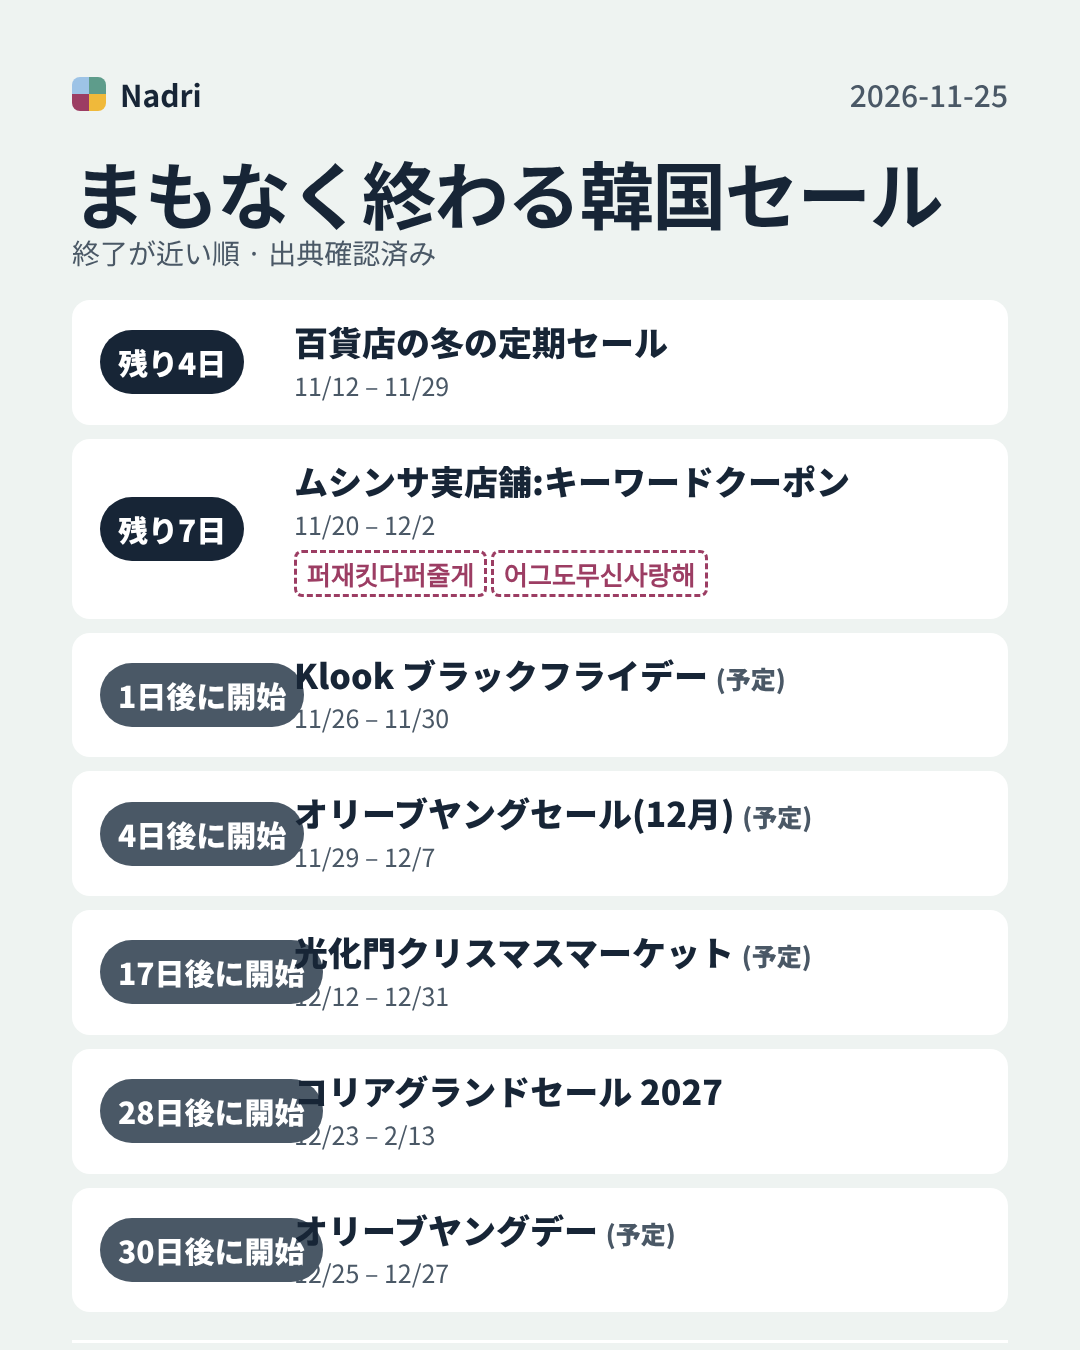 Nadri
2026-11-25
まもなく終わる韓国セール
終了が近い順 · 出典確認済み
残り4日
百貨店の冬の定期セール
11/12 – 11/29
残り7日
ムシンサ実店舗:キーワードクーポン
11/20 – 12/2
퍼재킷다퍼줄게 어그도무신사랑해
1日後に開始
Klook ブラックフライデー (予定)
11/26 – 11/30
4日後に開始
オリーブヤングセール(12月) (予定)
11/29 – 12/7
17日後に開始
光化門クリスマスマーケット (予定)
12/12 – 12/31
28日後に開始
コリアグランドセール 2027
12/23 – 2/13
30日後に開始
オリーブヤングデー (予定)
12/25 – 12/27